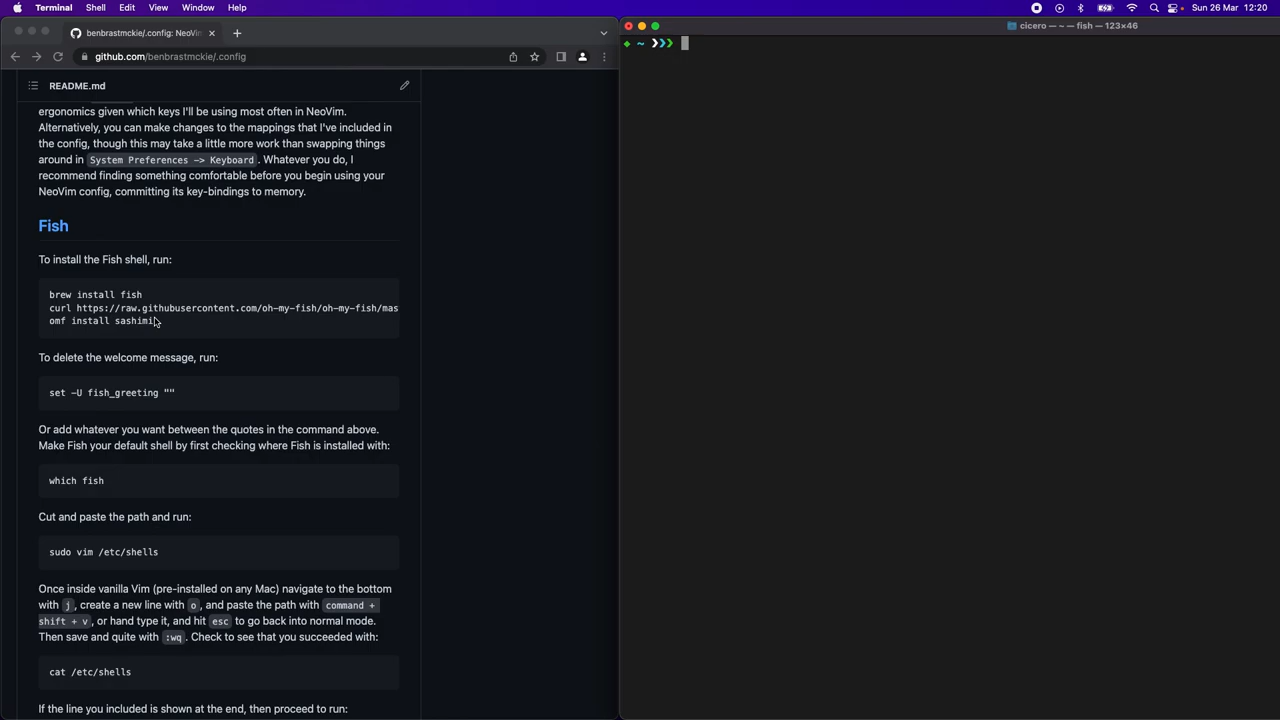 Terminal Shell Edit View Window Help Sun 26 Mar 12:20
benbrastmckie/.config: NeoVi
cicero — ~ — fish — 123×46
github.com/benbrastmckie/.config
~ ❯❯❯
README.md
ergonomics given which keys I'll be using most often in NeoVim.
Alternatively, you can make changes to the mappings that I've included in
the config, though this may take a little more work than swapping things
around in System Preferences -> Keyboard. Whatever you do, I
recommend finding something comfortable before you begin using your
NeoVim config, committing its key-bindings to memory.
Fish
To install the Fish shell, run:
brew install fish
curl https://raw.githubusercontent.com/oh-my-fish/oh-my-fish/mas
omf install sashimi
To delete the welcome message, run:
set -U fish_greeting ""
Or add whatever you want between the quotes in the command above.
Make Fish your default shell by first checking where Fish is installed with:
which fish
Cut and paste the path and run:
sudo vim /etc/shells
Once inside vanilla Vim (pre-installed on any Mac) navigate to the bottom
with j, create a new line with o, and paste the path with command +
shift + v, or hand type it, and hit esc to go back into normal mode.
Then save and quite with :wq. Check to see that you succeeded with:
cat /etc/shells
If the line you included is shown at the end, then proceed to run: